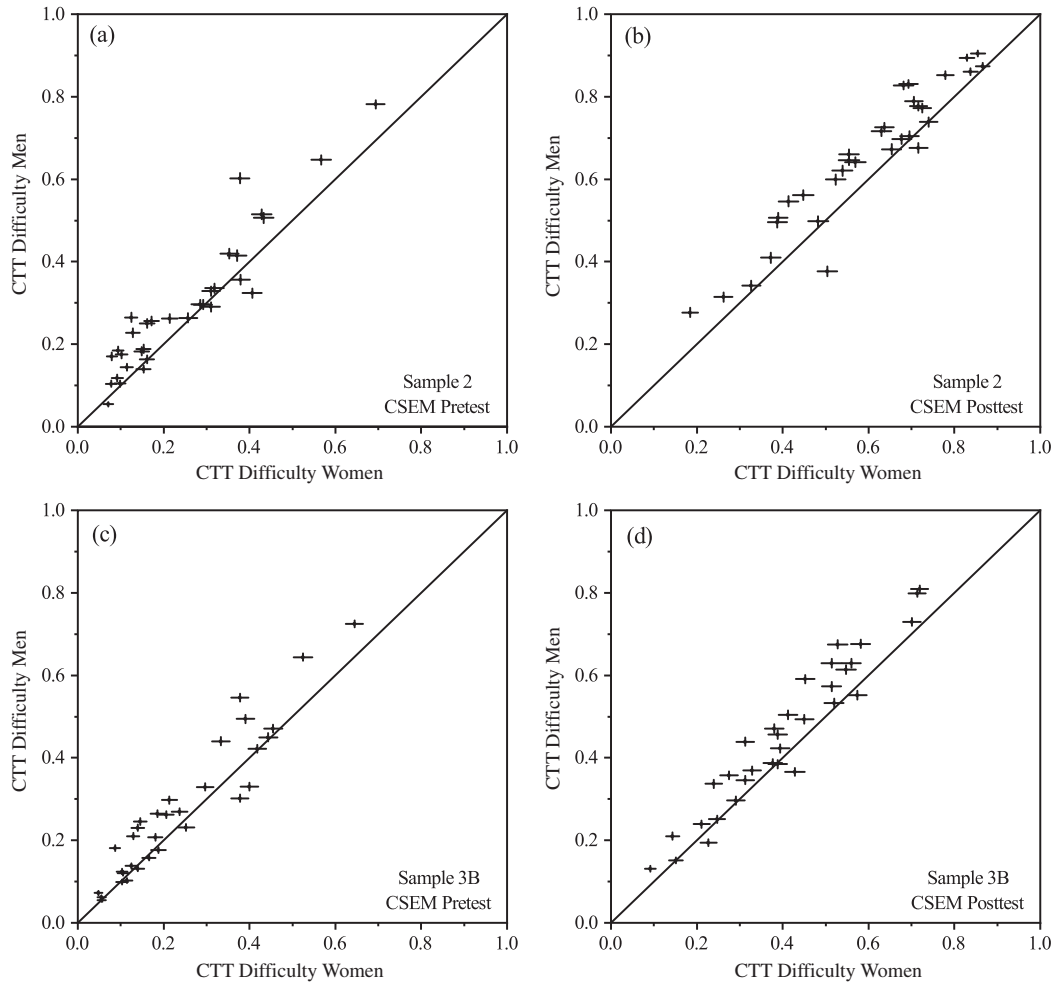 (a)
1.0
0.8
0.6
0.4
0.2
0.0
CTT Difficulty Men
Sample 2
CSEM Pretest
0.0 0.2 0.4 0.6 0.8 1.0
CTT Difficulty Women
(b)
1.0
0.8
0.6
0.4
0.2
0.0
CTT Difficulty Men
Sample 2
CSEM Posttest
0.0 0.2 0.4 0.6 0.8 1.0
CTT Difficulty Women
(c)
1.0
0.8
0.6
0.4
0.2
0.0
CTT Difficulty Men
Sample 3B
CSEM Pretest
0.0 0.2 0.4 0.6 0.8 1.0
CTT Difficulty Women
(d)
1.0
0.8
0.6
0.4
0.2
0.0
CTT Difficulty Men
Sample 3B
CSEM Posttest
0.0 0.2 0.4 0.6 0.8 1.0
CTT Difficulty Women